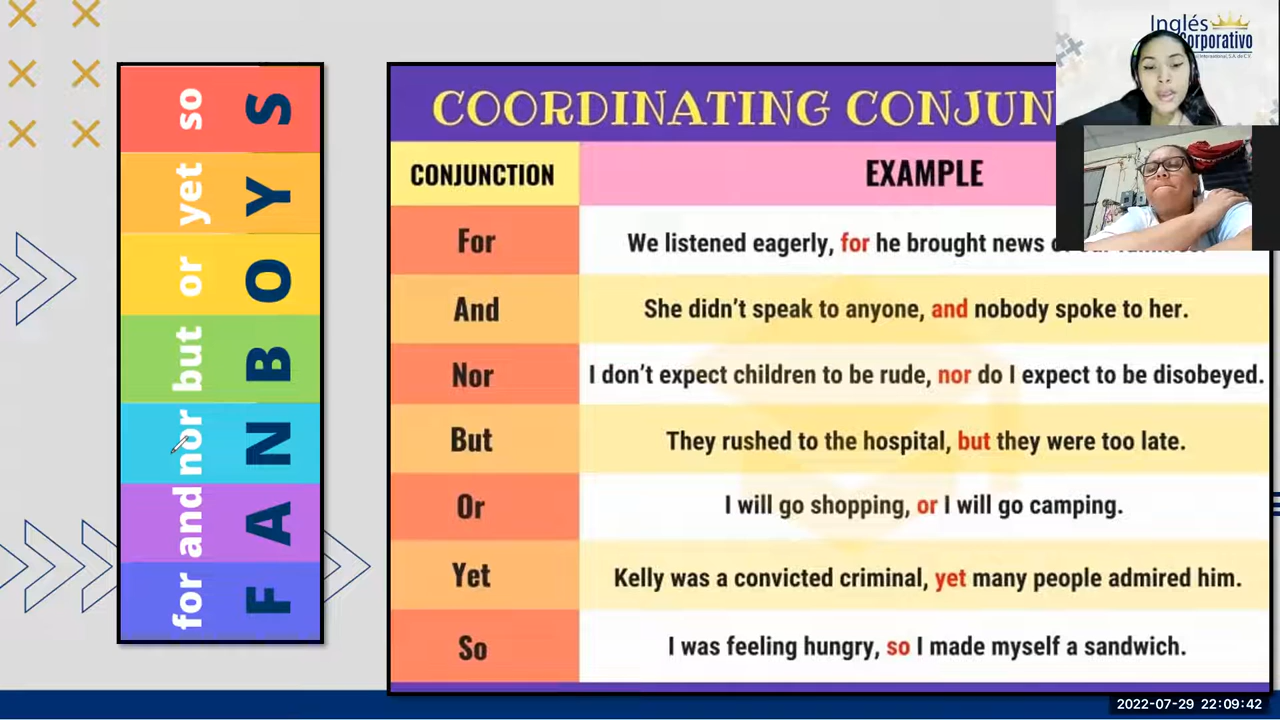 so
yet
or
but
nor
and
for
S
Y
O
B
N
A
F
COORDINATING
CONJUNCTION EXAMPLE
For We listened eagerly, for he brought news
And She didn't speak to anyone, and nobody spoke to her.
Nor I don't expect children to be rude, nor do I expect to be disobeyed.
But They rushed to the hospital, but they were too late.
Or I will go shopping, or I will go camping.
Yet Kelly was a convicted criminal, yet many people admired him.
So I was feeling hungry, so I made myself a sandwich.
Inglés
Corporativo
2022-07-29 22:09:42